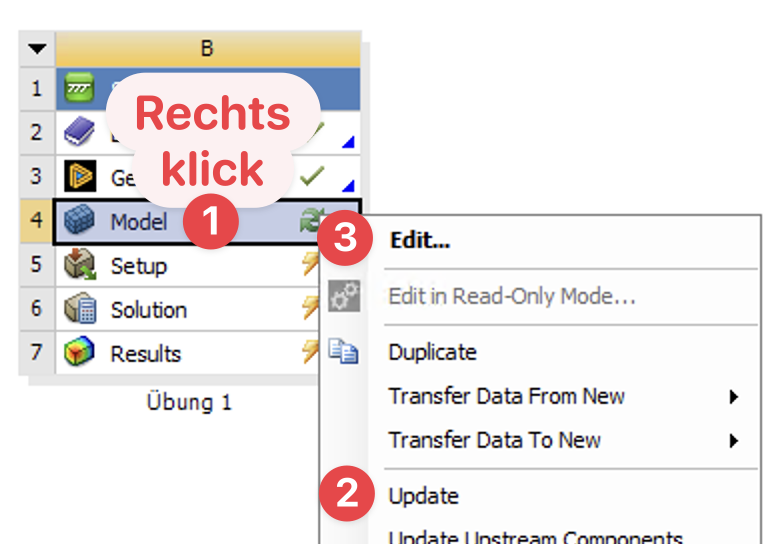 B
1
2
Rechts
klick
3 Ge
4 Model 1
5 Setup
6 Solution
7 Results
Übung 1
3 Edit...
Edit in Read-Only Mode...
Duplicate
Transfer Data From New
Transfer Data To New
2 Update
Update Upstream Components